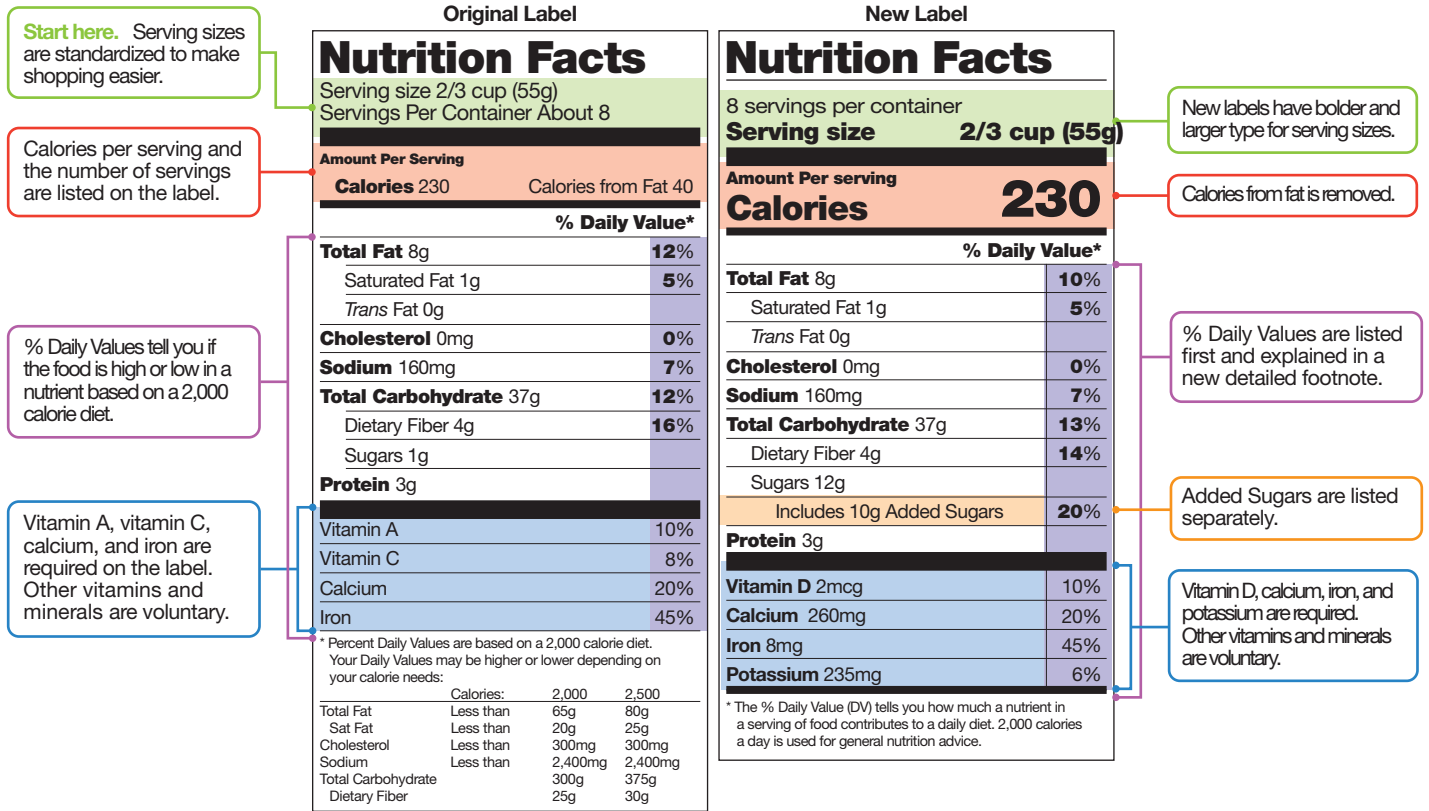 Original Label
New Label
Start here. Serving sizes
are standardized to make
shopping easier.
Calories per serving and
the number of servings
are listed on the label.
% Daily Values tell you if
the food is high or low in a
nutrient based on a 2,000
calorie diet.
Vitamin A, vitamin C,
calcium, and iron are
required on the label.
Other vitamins and
minerals are voluntary.
Nutrition Facts
Serving size 2/3 cup (55g)
Servings Per Container About 8
Amount Per Serving
Calories 230 Calories from Fat 40
% Daily Value*
Total Fat 8g 12%
Saturated Fat 1g 5%
Trans Fat 0g
Cholesterol 0mg 0%
Sodium 160mg 7%
Total Carbohydrate 37g 12%
Dietary Fiber 4g 16%
Sugars 1g
Protein 3g
Vitamin A 10%
Vitamin C 8%
Calcium 20%
Iron 45%
* Percent Daily Values are based on a 2,000 calorie diet.
Your Daily Values may be higher or lower depending on
your calorie needs:
Calories: 2,000 2,500
Total Fat Less than 65g 80g
Sat Fat Less than 20g 25g
Cholesterol Less than 300mg 300mg
Sodium Less than 2,400mg 2,400mg
Total Carbohydrate 300g 375g
Dietary Fiber 25g 30g
Nutrition Facts
8 servings per container
Serving size 2/3 cup (55g)
Amount Per serving
Calories 230
% Daily Value*
Total Fat 8g 10%
Saturated Fat 1g 5%
Trans Fat 0g
Cholesterol 0mg 0%
Sodium 160mg 7%
Total Carbohydrate 37g 13%
Dietary Fiber 4g 14%
Sugars 12g
Includes 10g Added Sugars 20%
Protein 3g
Vitamin D 2mcg 10%
Calcium 260mg 20%
Iron 8mg 45%
Potassium 235mg 6%
* The % Daily Value (DV) tells you how much a nutrient in
a serving of food contributes to a daily diet. 2,000 calories
a day is used for general nutrition advice.
New labels have bolder and
larger type for serving sizes.
Calories from fat is removed.
% Daily Values are listed
first and explained in a
new detailed footnote.
Added Sugars are listed
separately.
Vitamin D, calcium, iron, and
potassium are required.
Other vitamins and minerals
are voluntary.